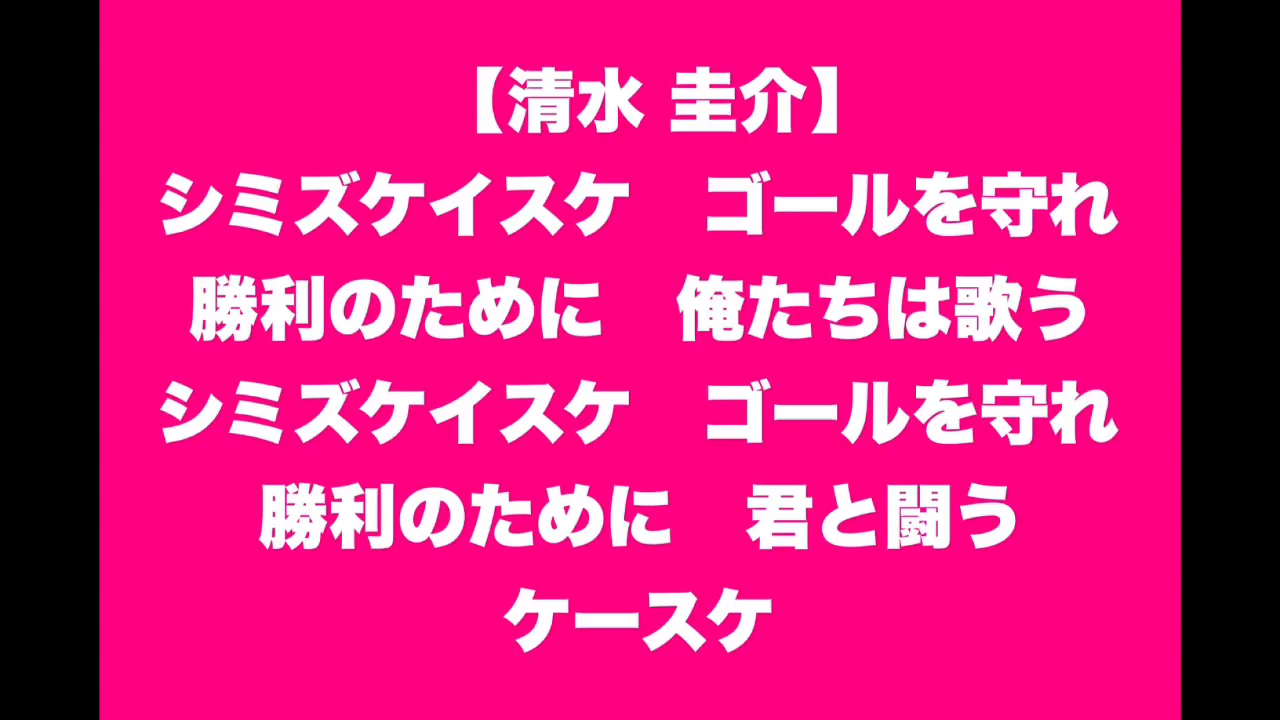 【清水 圭介】
シミズケイスケ　ゴールを守れ
勝利のために　俺たちは歌う
シミズケイスケ　ゴールを守れ
勝利のために　君と闘う
ケースケ